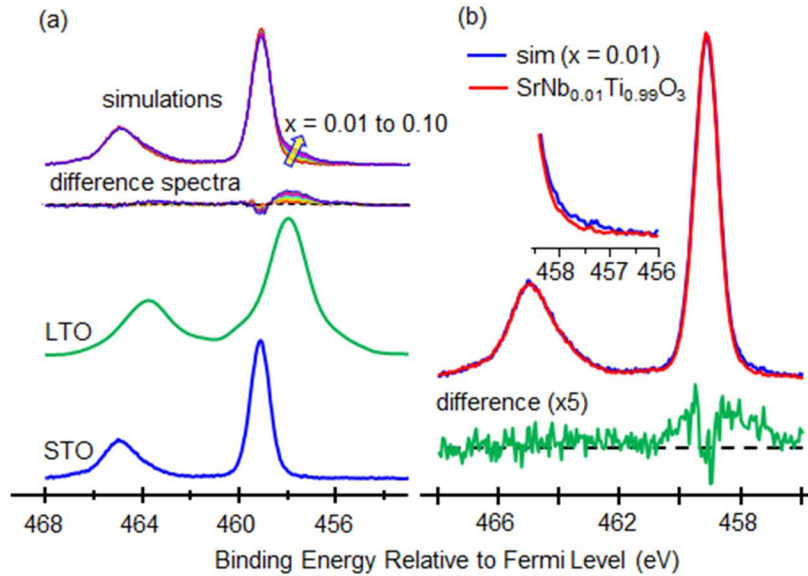 (a)
simulations
x = 0.01 to 0.10
difference spectra
LTO
STO
468
464
460
456
(b)
sim (x = 0.01)
SrNb0.01Ti0.99O3
458
457
456
difference (x5)
466
462
458
Binding Energy Relative to Fermi Level (eV)